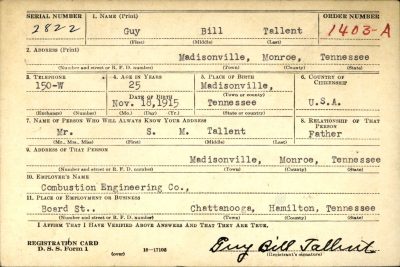 SERIAL NUMBER 1. NAME (Print) ORDER NUMBER
2822 Guy Bill Tallent 1403-A
(First) (Middle) (Last)
2. ADDRESS (Print)
Madisonville, Monroe, Tennessee
(Number and street or R. F. D. number) (Town) (County) (State)
3. TELEPHONE 4. AGE IN YEARS 5. PLACE OF BIRTH 6. COUNTRY OF CITIZENSHIP
150-W 25 Madisonville,
DATE OF BIRTH (Town or county)
Nov. 18,1915 Tennessee U.S.A.
(Exchange) (Number) (Mo.) (Day) (Yr.) (State or country)
7. NAME OF PERSON WHO WILL ALWAYS KNOW YOUR ADDRESS 8. RELATIONSHIP OF THAT PERSON
Mr. S. M. Tallent Father
(Mr., Mrs., Miss) (First) (Middle) (Last)
9. ADDRESS OF THAT PERSON
Madisonville, Monroe, Tennessee
(Number and street or R. F. D. number) (Town) (County) (State)
10. EMPLOYER'S NAME
Combustion Engineering Co.,
11. PLACE OF EMPLOYMENT OR BUSINESS
Board St., Chattanooga, Hamilton, Tennessee
(Number and street or R. F. D. number) (Town) (County) (State)
I AFFIRM THAT I HAVE VERIFIED ABOVE ANSWERS AND THAT THEY ARE TRUE.
REGISTRATION CARD
D. S. S. Form 1 (over) 16-17105 Guy Bill Tallent
(Registrant's signature)